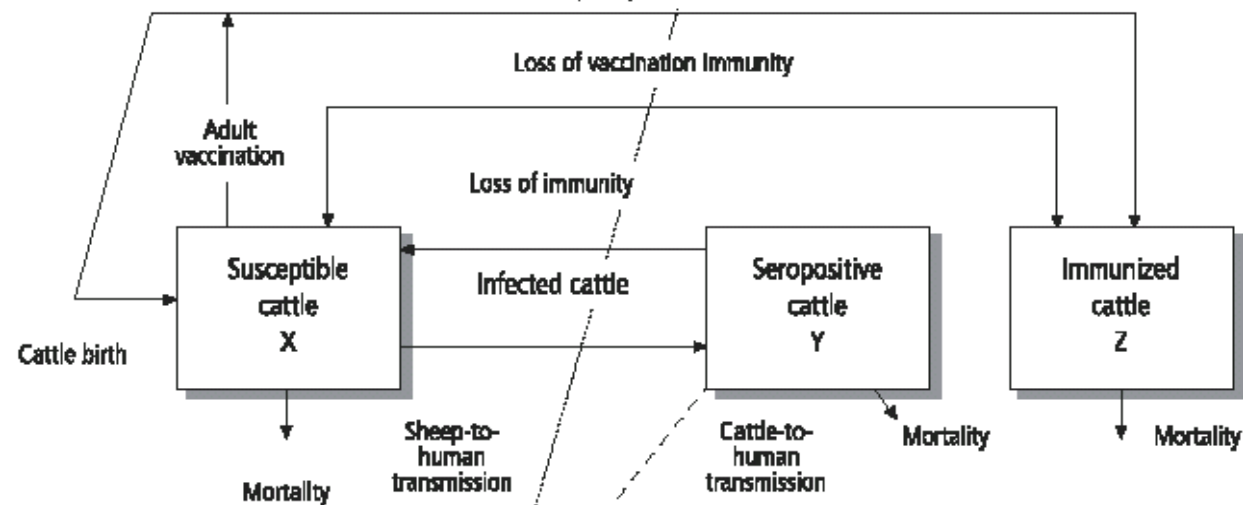 Loss of vaccination immunity
Adult
vaccination
Loss of immunity
Susceptible
cattle
X
Infected cattle
Seropositive
cattle
Y
Immunized
cattle
Z
Cattle birth
Sheep-to-
human
transmission
Cattle-to-
human
transmission
Mortality
Mortality
Mortality